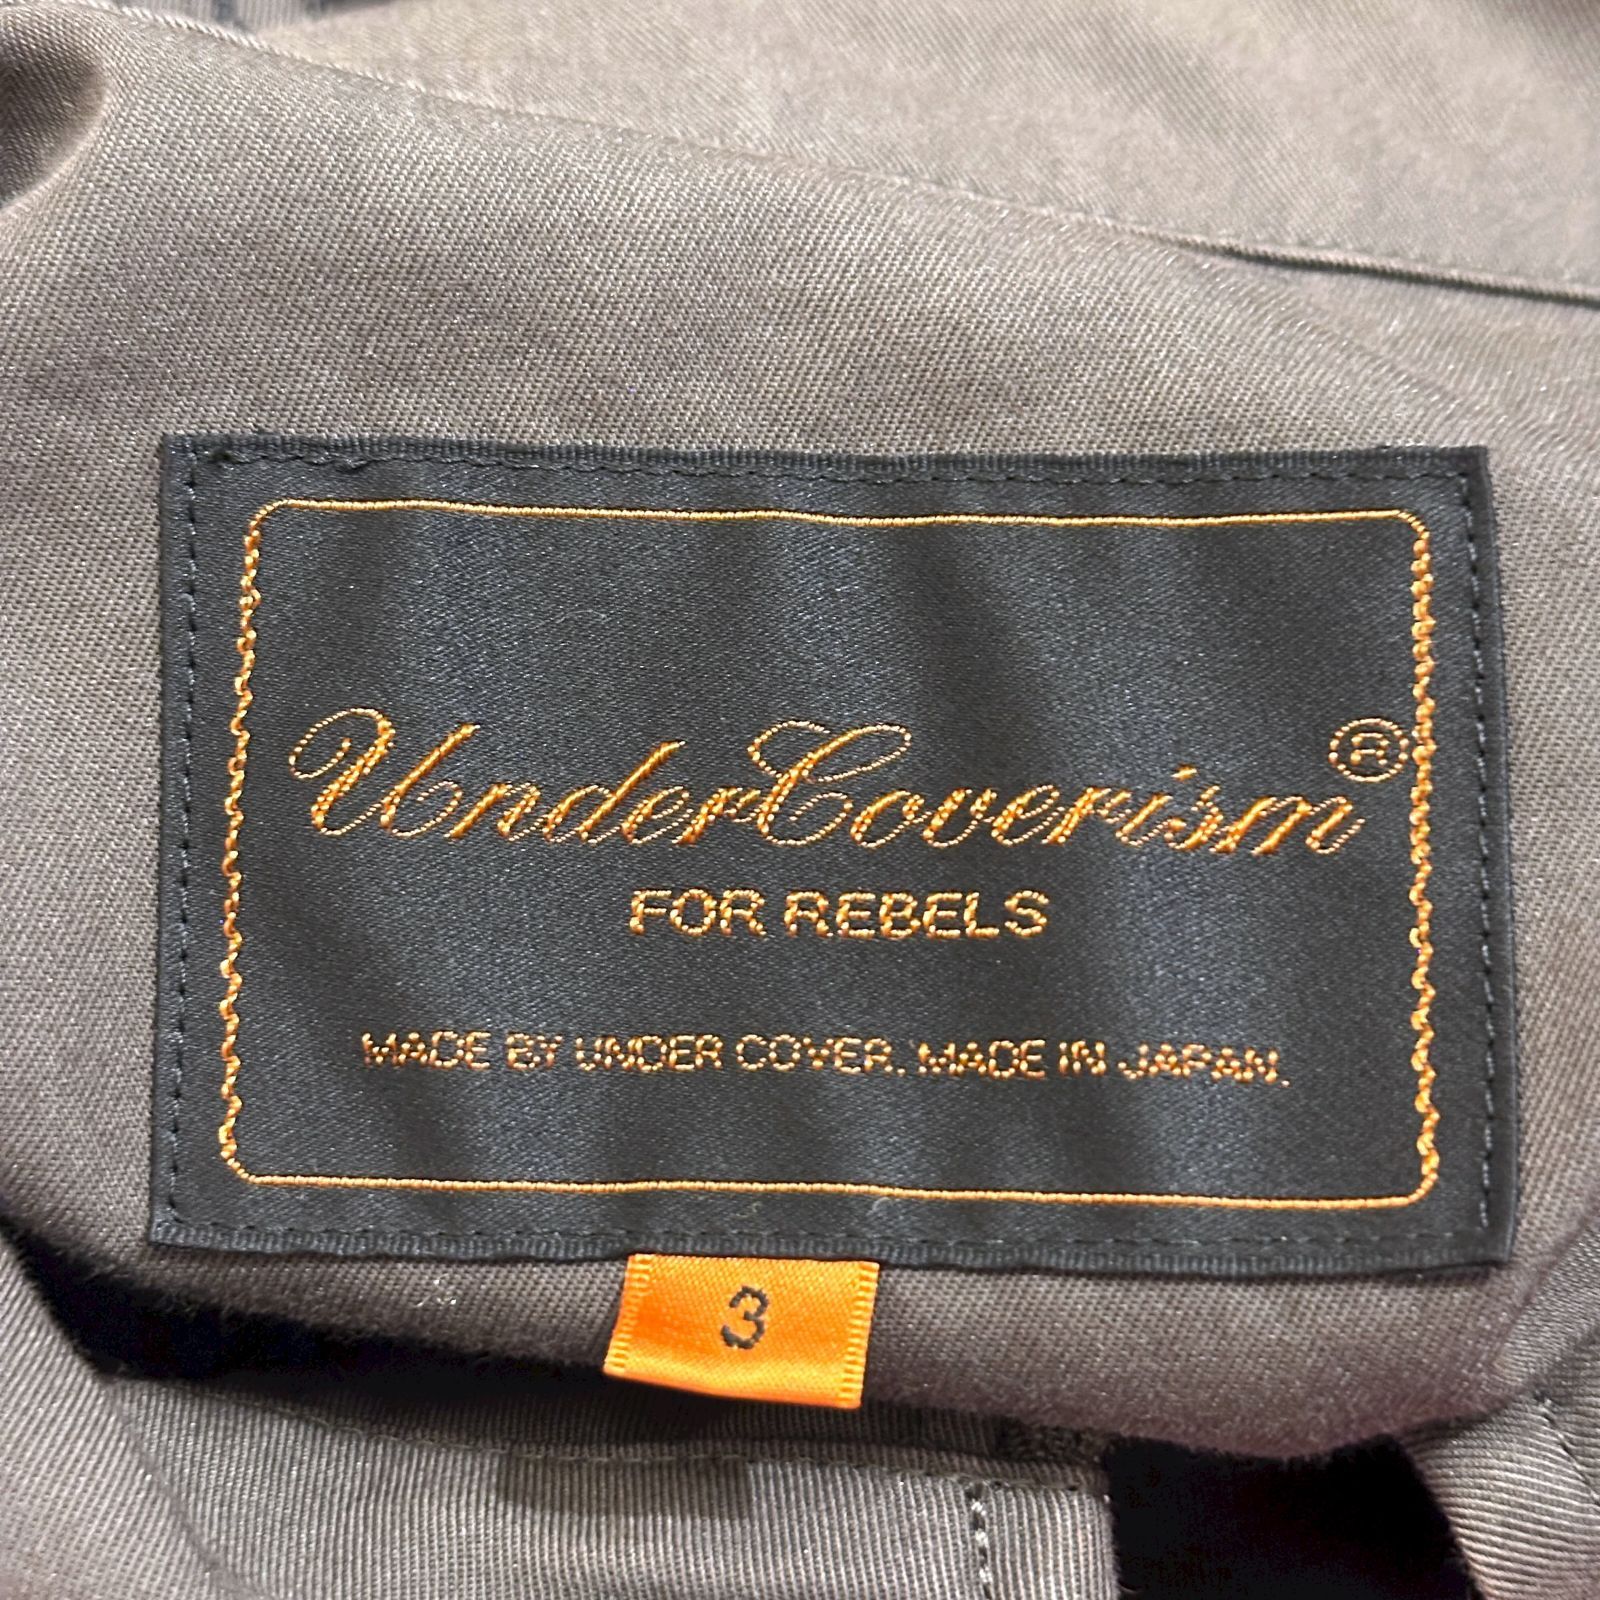 UnderCoverism®
FOR REBELS
MADE BY UNDER COVER. MADE IN JAPAN.
3